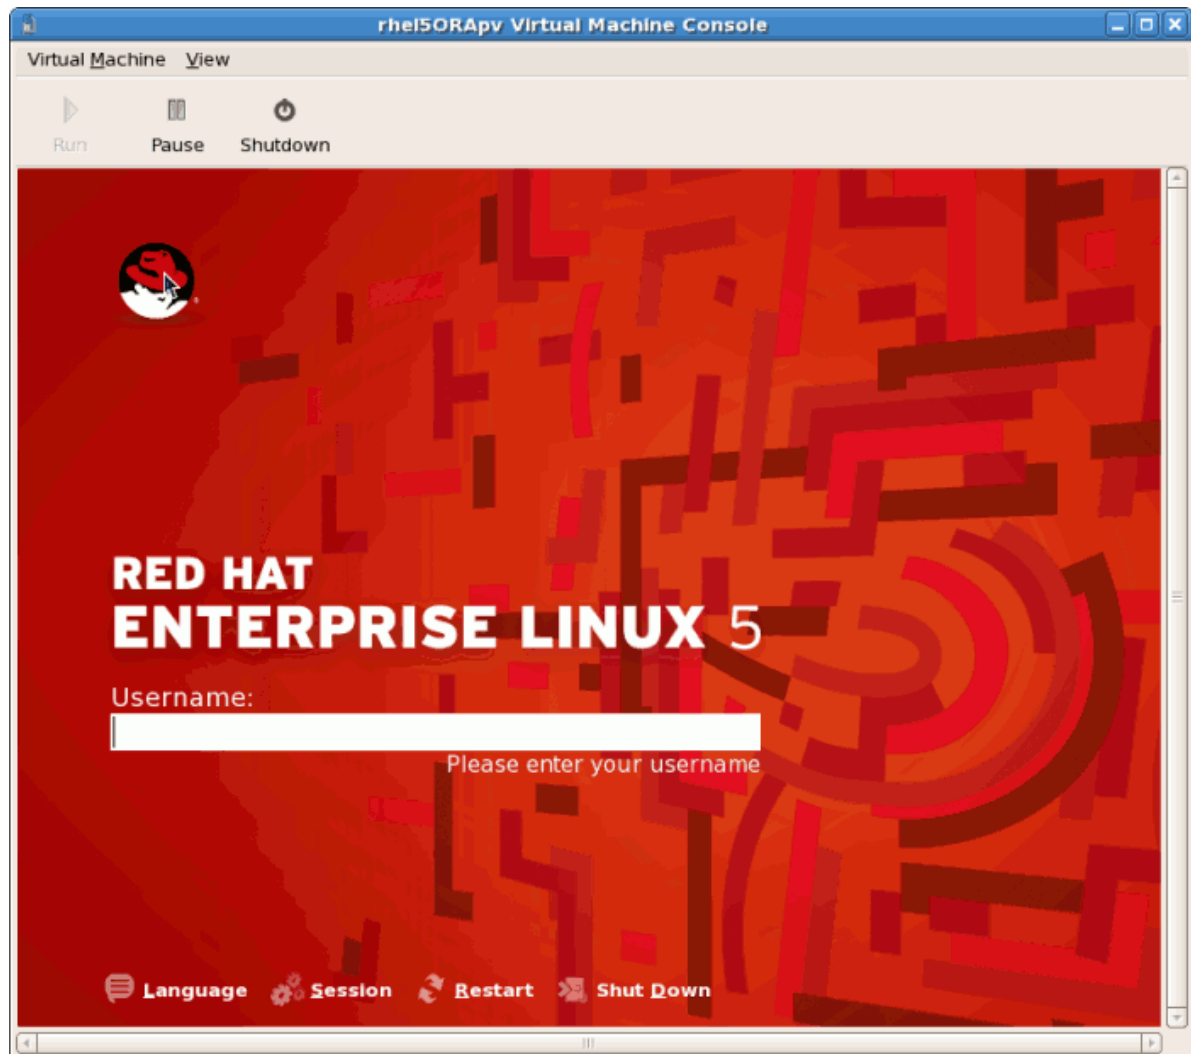 rhel5ORApv Virtual Machine Console
Virtual Machine View
Run Pause Shutdown
RED HAT
ENTERPRISE LINUX 5
Username:
Please enter your username
Language Session Restart Shut Down